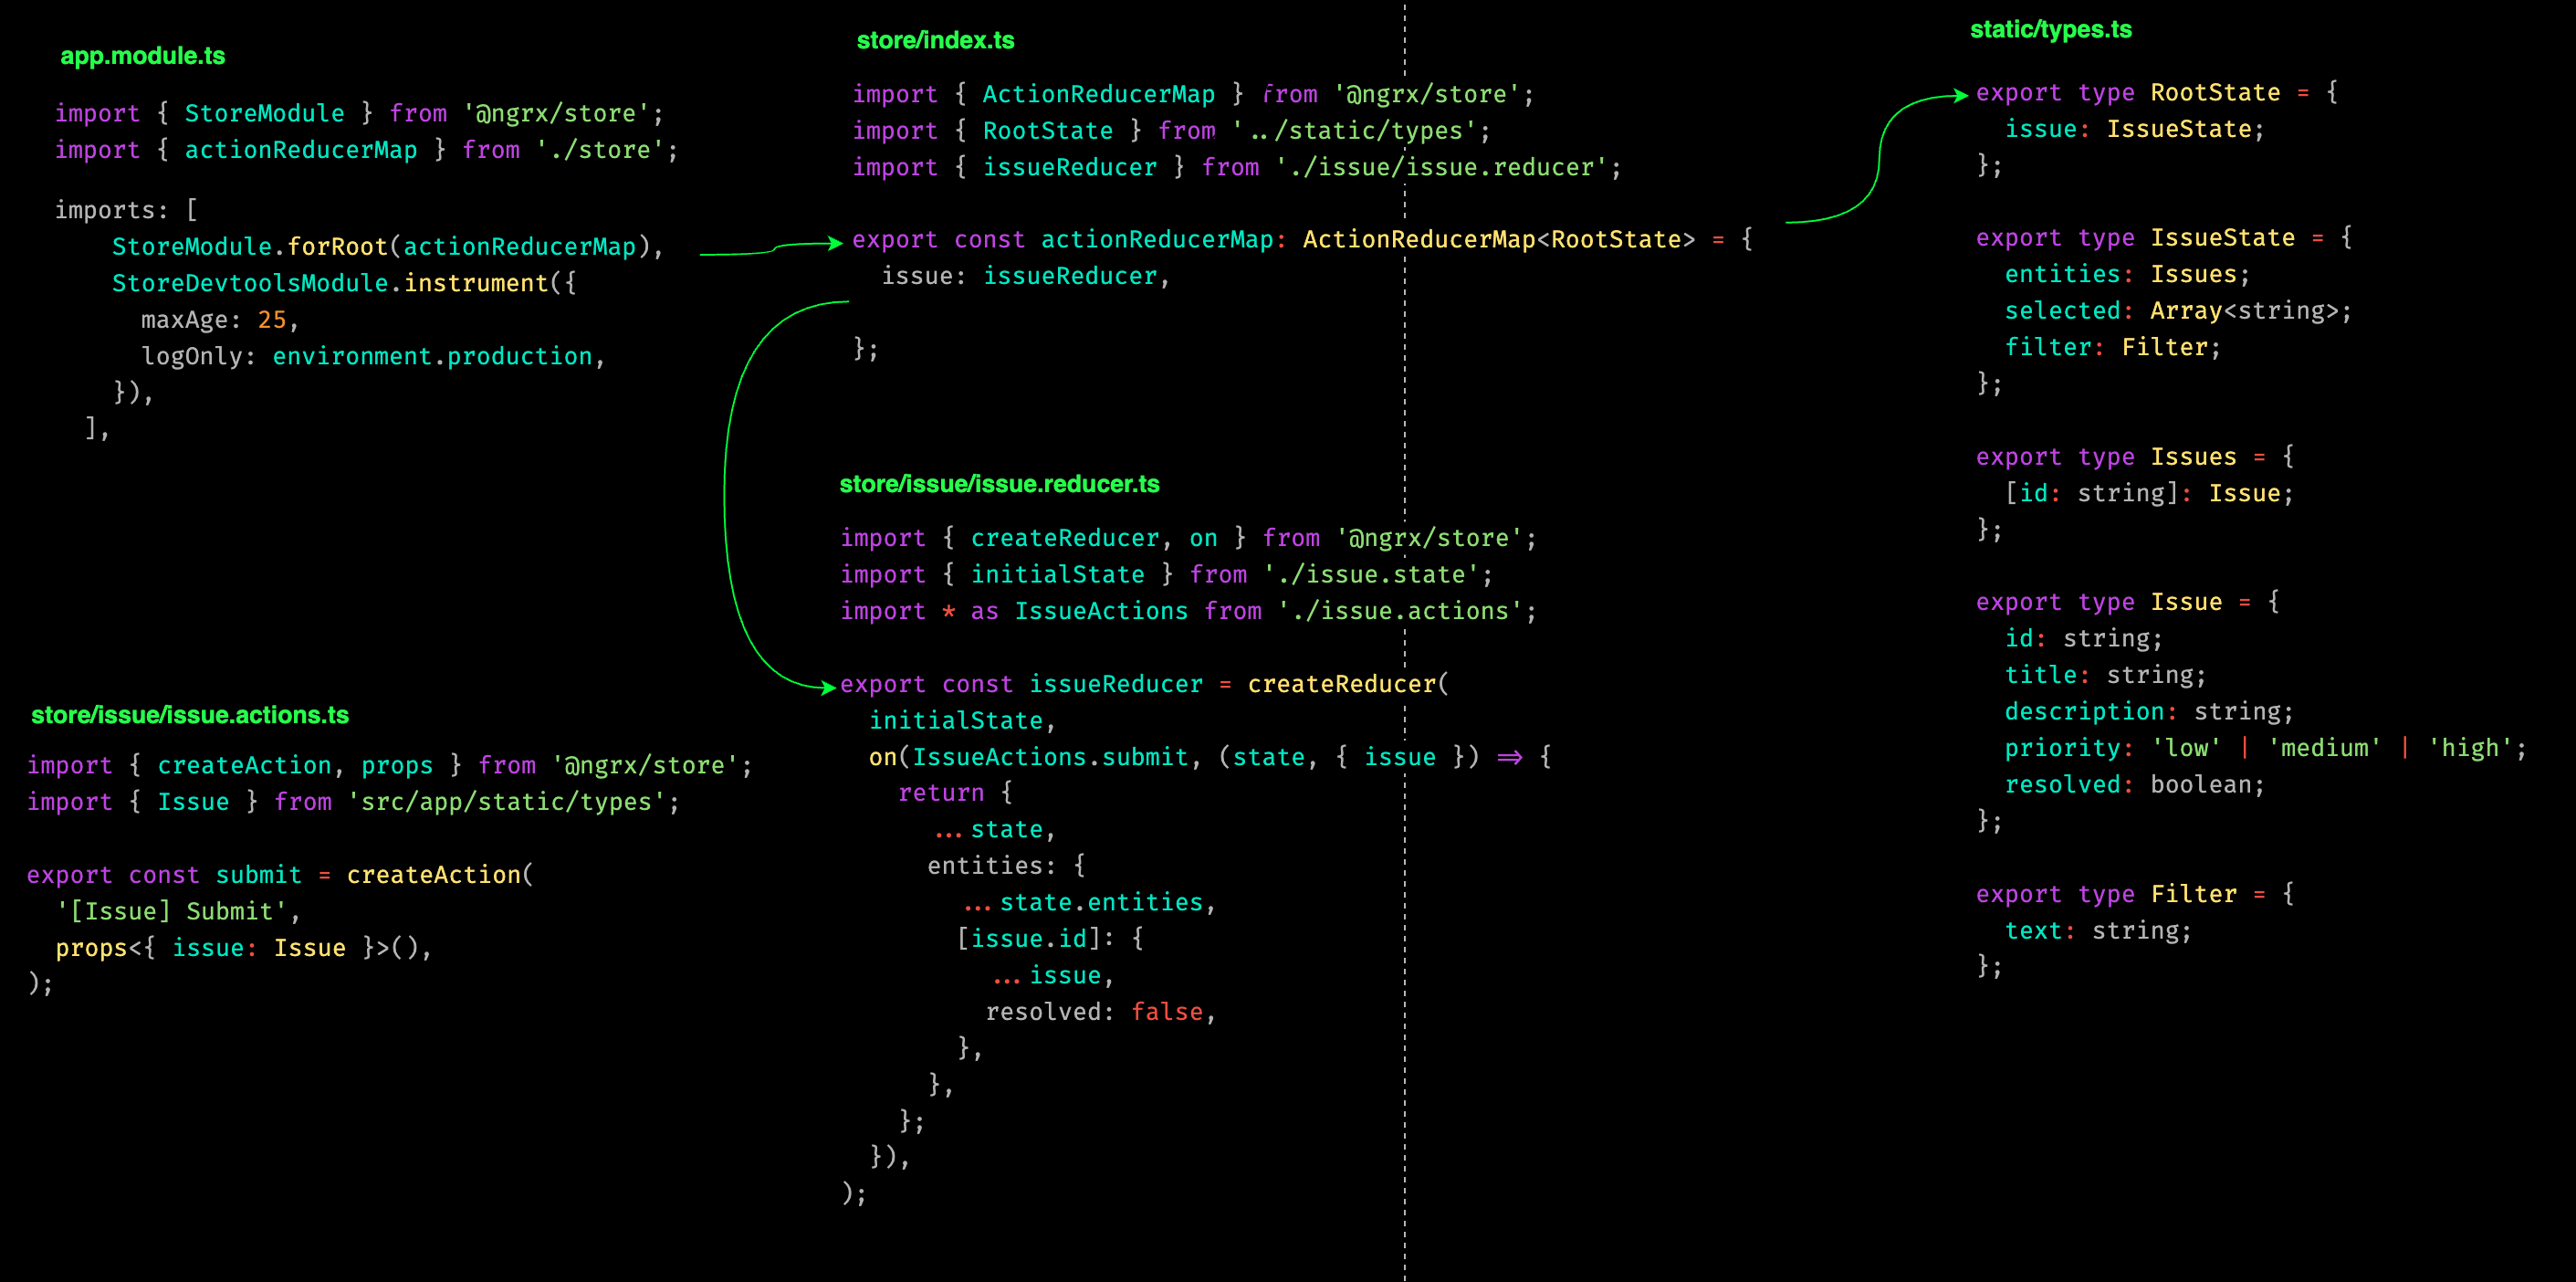 app.module.ts
import { StoreModule } from '@ngrx/store';
import { actionReducerMap } from './store';
imports: [
    StoreModule.forRoot(actionReducerMap),
    StoreDevtoolsModule.instrument({
      maxAge: 25,
      logOnly: environment.production,
    }),
  ],
store/issue/issue.actions.ts
import { createAction, props } from '@ngrx/store';
import { Issue } from 'src/app/static/types';
export const submit = createAction(
  '[Issue] Submit',
  props<{ issue: Issue }>(),
);
store/index.ts
import { ActionReducerMap } from '@ngrx/store';
import { RootState } from '../static/types';
import { issueReducer } from './issue/issue.reducer';
export const actionReducerMap: ActionReducerMap<RootState> = {
  issue: issueReducer,
};
store/issue/issue.reducer.ts
import { createReducer, on } from '@ngrx/store';
import { initialState } from './issue.state';
import * as IssueActions from './issue.actions';
export const issueReducer = createReducer(
  initialState,
  on(IssueActions.submit, (state, { issue }) => {
    return {
      ...state,
      entities: {
        ...state.entities,
        [issue.id]: {
          ...issue,
          resolved: false,
        },
      },
    };
  }),
);
static/types.ts
export type RootState = {
  issue: IssueState;
};
export type IssueState = {
  entities: Issues;
  selected: Array<string>;
  filter: Filter;
};
export type Issues = {
  [id: string]: Issue;
};
export type Issue = {
  id: string;
  title: string;
  description: string;
  priority: 'low' | 'medium' | 'high';
  resolved: boolean;
};
export type Filter = {
  text: string;
};